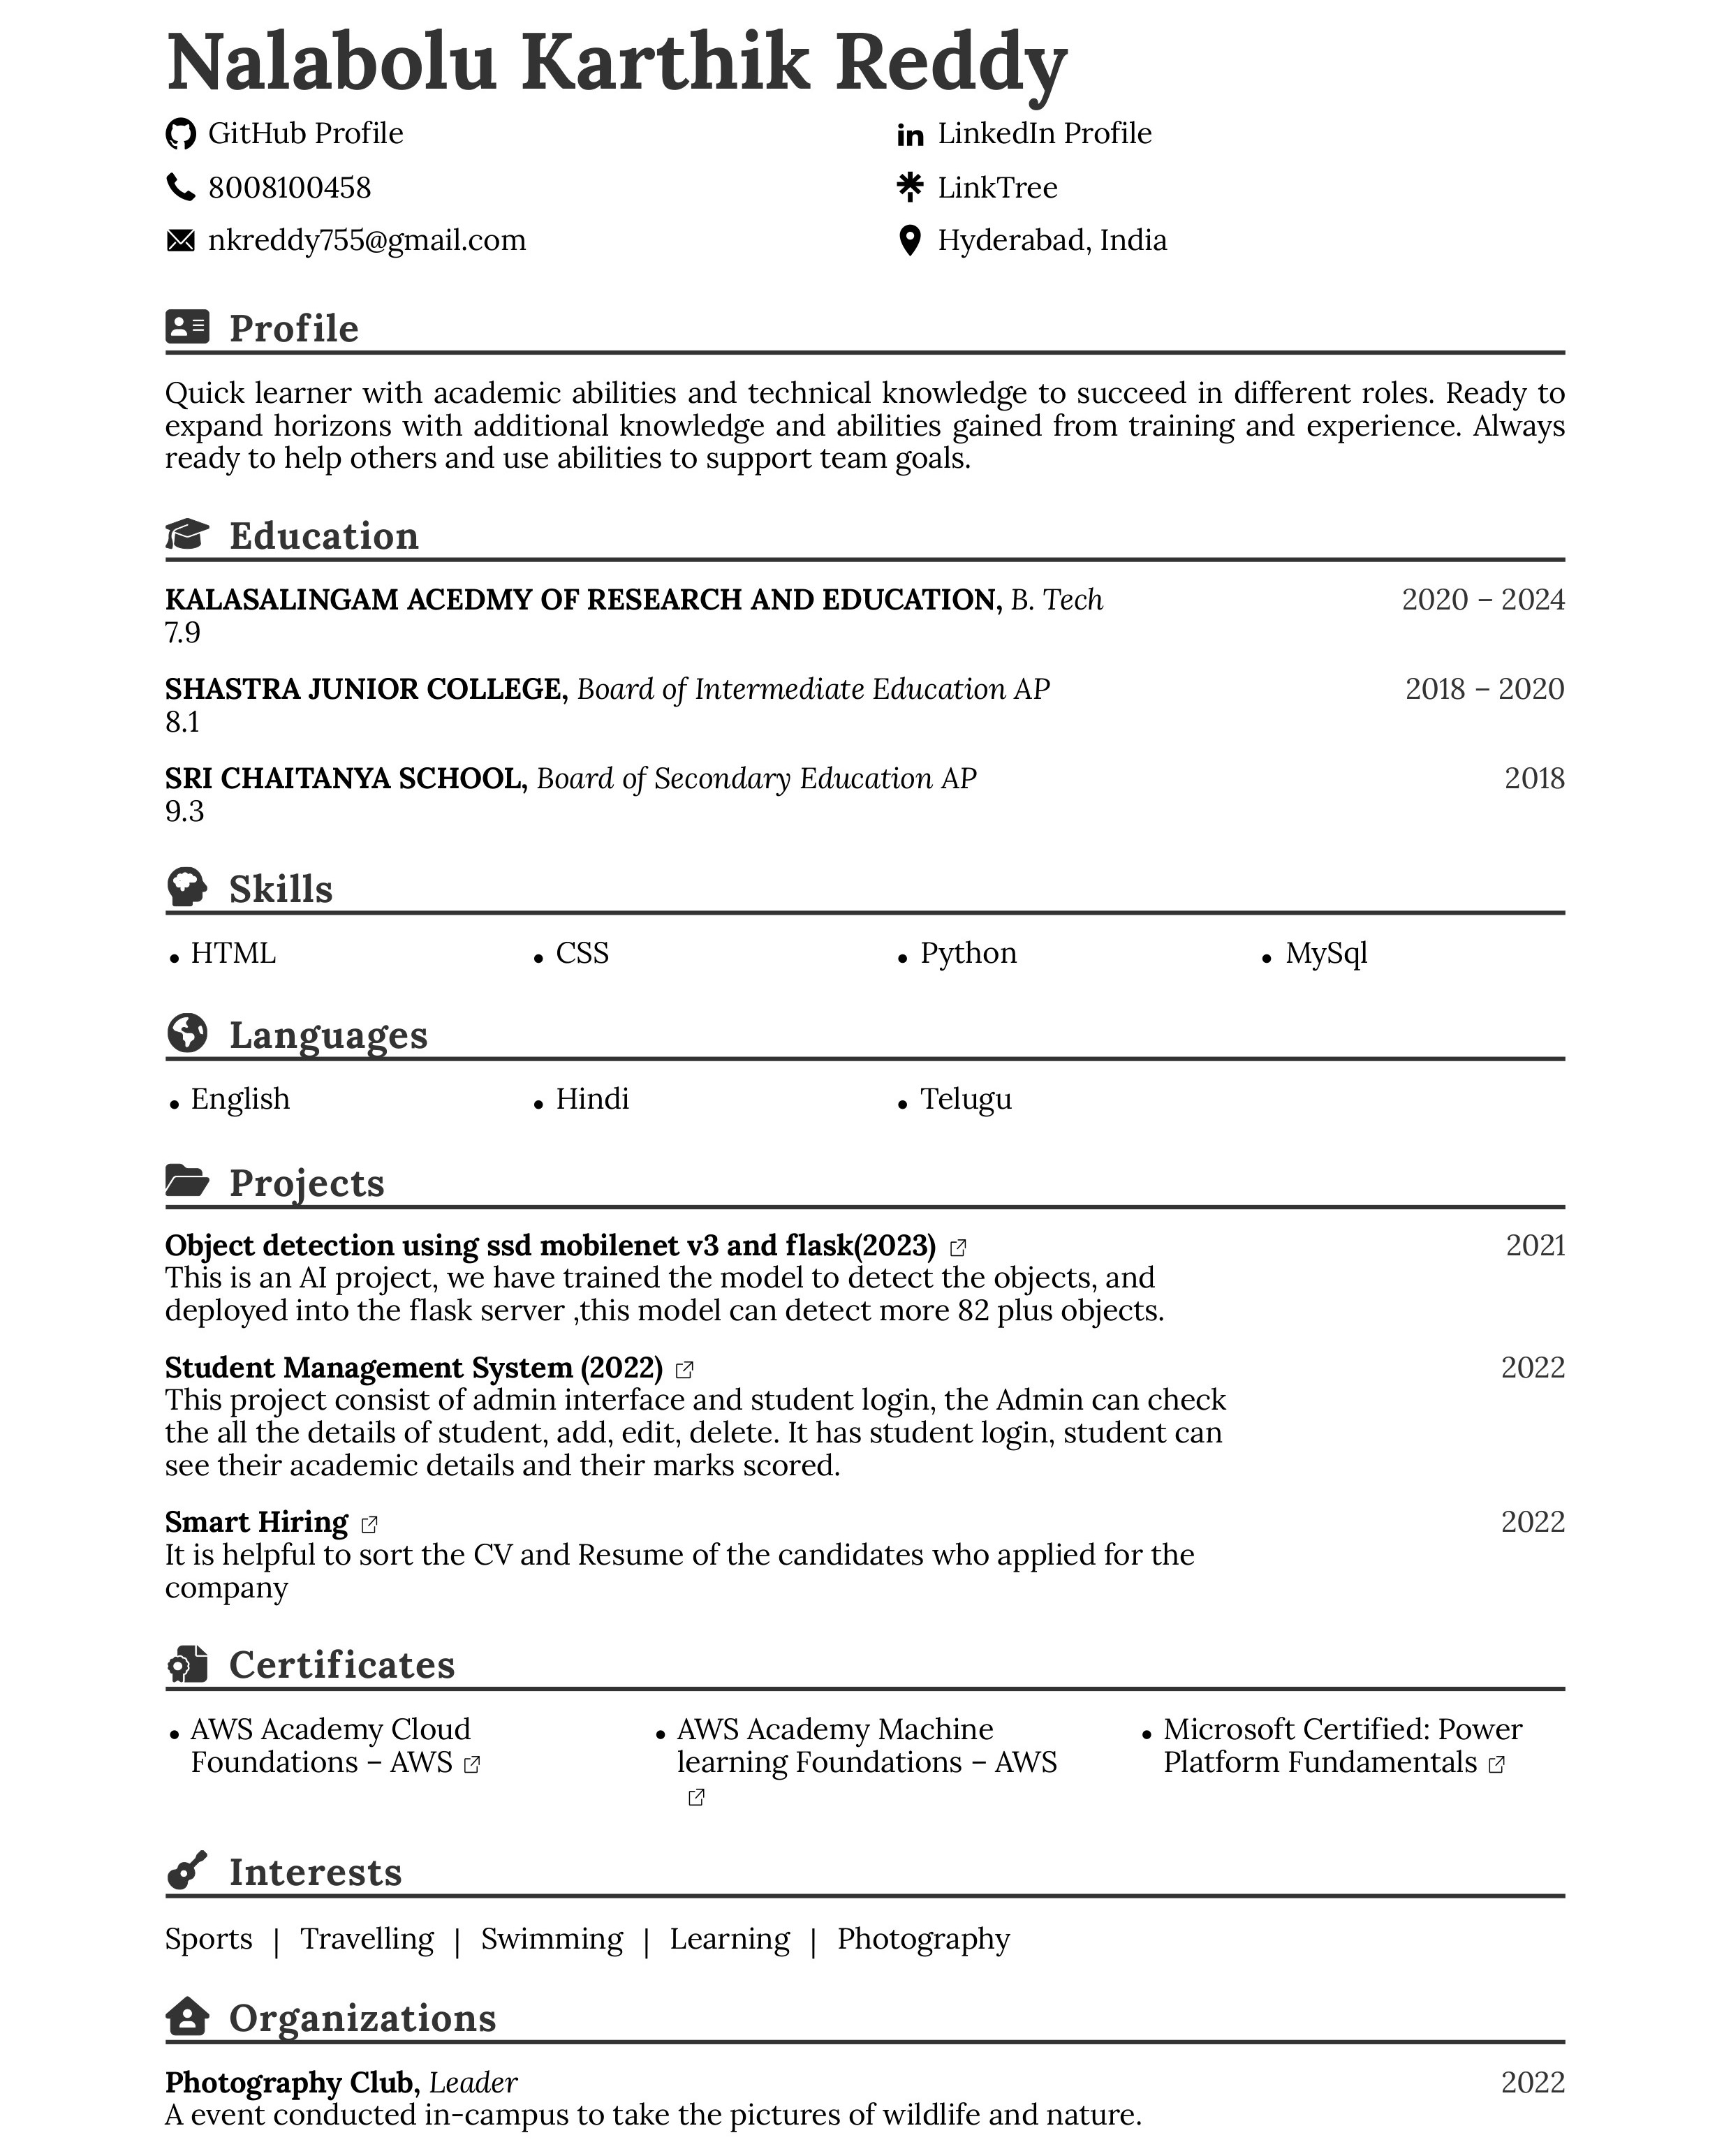 Nalabolu Karthik Reddy
GitHub Profile
LinkedIn Profile
8008100458
LinkTree
nkreddy755@gmail.com
Hyderabad, India
Profile
Quick learner with academic abilities and technical knowledge to succeed in different roles. Ready to
expand horizons with additional knowledge and abilities gained from training and experience. Always
ready to help others and use abilities to support team goals.
Education
KALASALINGAM ACEDMY OF RESEARCH AND EDUCATION, B. Tech 2020 – 2024
7.9
SHASTRA JUNIOR COLLEGE, Board of Intermediate Education AP 2018 – 2020
8.1
SRI CHAITANYA SCHOOL, Board of Secondary Education AP 2018
9.3
Skills
• HTML • CSS • Python • MySql
Languages
• English • Hindi • Telugu
Projects
Object detection using ssd mobilenet v3 and flask(2023) 2021
This is an AI project, we have trained the model to detect the objects, and
deployed into the flask server ,this model can detect more 82 plus objects.
Student Management System (2022) 2022
This project consist of admin interface and student login, the Admin can check
the all the details of student, add, edit, delete. It has student login, student can
see their academic details and their marks scored.
Smart Hiring 2022
It is helpful to sort the CV and Resume of the candidates who applied for the
company
Certificates
• AWS Academy Cloud
Foundations – AWS
• AWS Academy Machine
learning Foundations – AWS
• Microsoft Certified: Power
Platform Fundamentals
Interests
Sports | Travelling | Swimming | Learning | Photography
Organizations
Photography Club, Leader 2022
A event conducted in-campus to take the pictures of wildlife and nature.